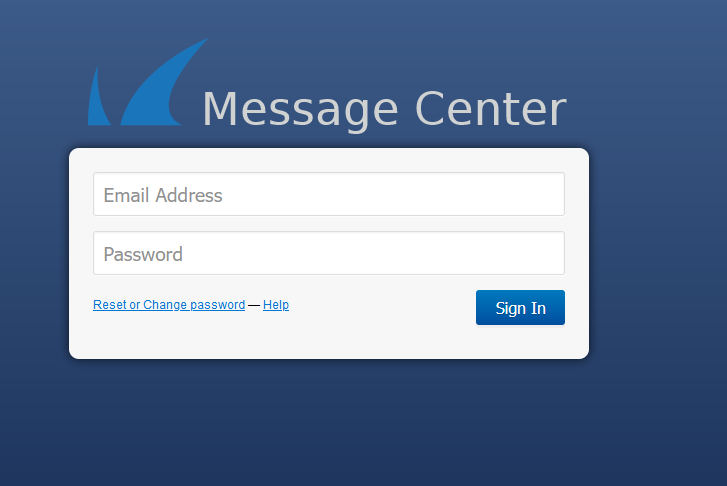 Message Center
Email Address
Password
Reset or Change password — Help
Sign In